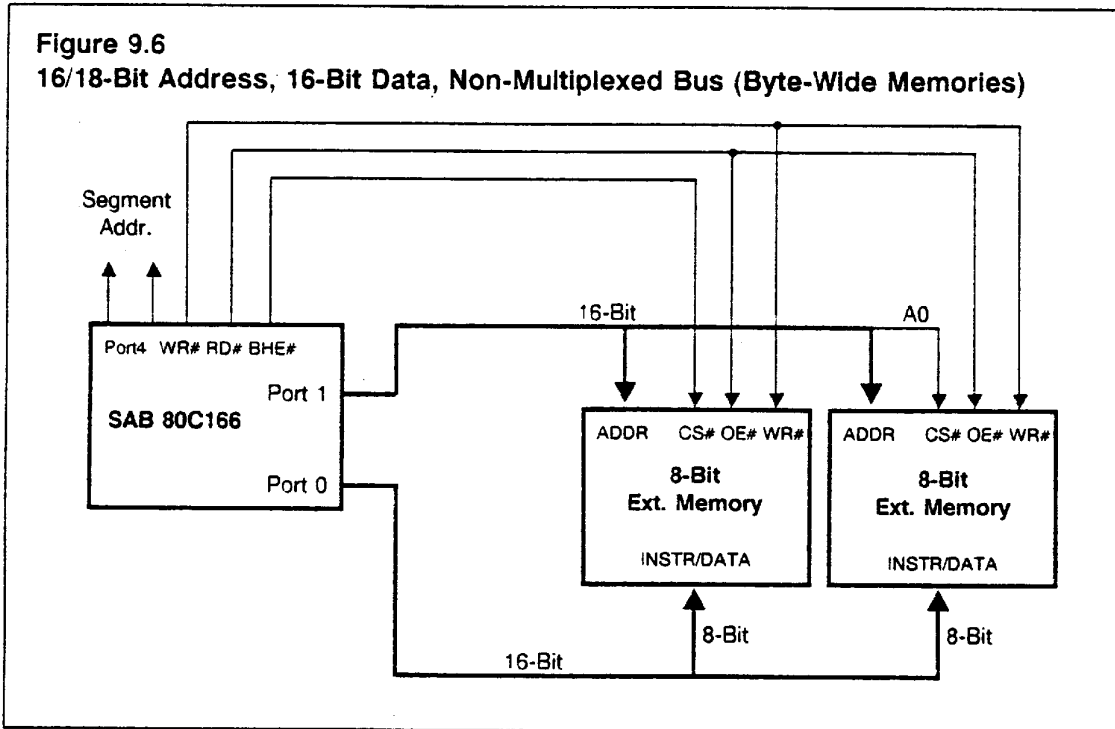 Figure 9.6
16/18-Bit Address, 16-Bit Data, Non-Multiplexed Bus (Byte-Wide Memories)
Segment
Addr.
16-Bit
A0
Port4 WR# RD# BHE#
Port 1
SAB 80C166
Port 0
ADDR CS# OE# WR#
8-Bit
Ext. Memory
INSTR/DATA
ADDR CS# OE# WR#
8-Bit
Ext. Memory
INSTR/DATA
8-Bit
8-Bit
16-Bit